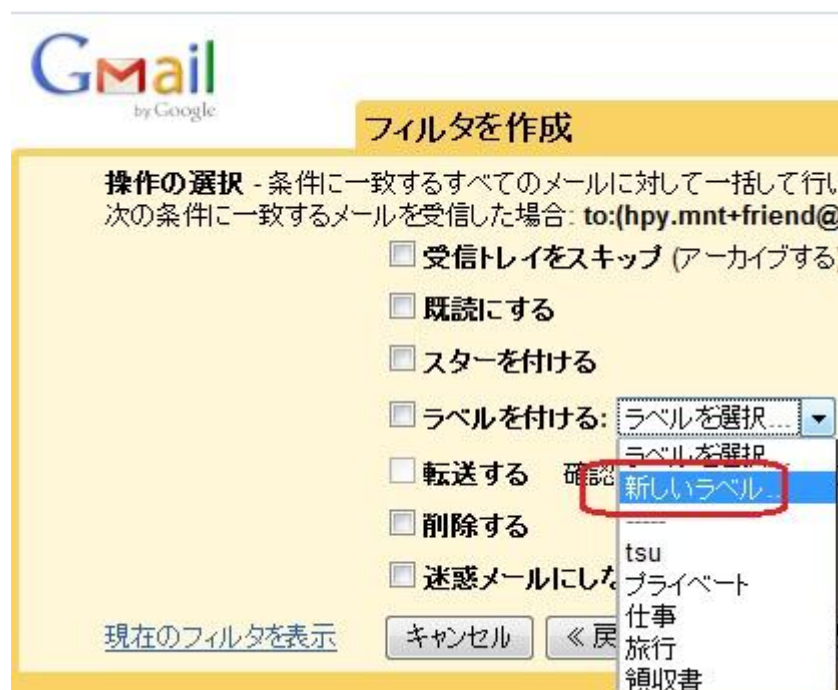 Gmail
by Google
フィルタを作成
操作の選択 - 条件に一致するすべてのメールに対して一括して行い
次の条件に一致するメールを受信した場合: to:(hpy.mnt+friend@
受信トレイをスキップ (アーカイブする)
既読にする
スターを付ける
ラベルを付ける: ラベルを選択...
ラベルを選択...
転送する 確認
新しいラベル...
-----
削除する
tsu
迷惑メールにしな
プライベート
仕事
現在のフィルタを表示 キャンセル « 戻
旅行
領収書